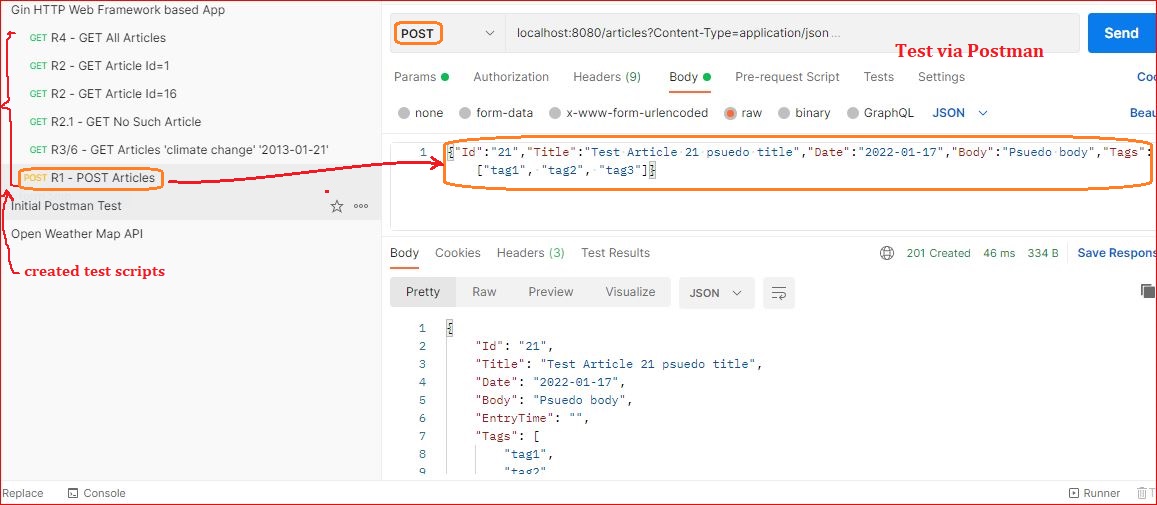 Gin HTTP Web Framework based App
GET R4 - GET All Articles
GET R2 - GET Article Id=1
GET R2 - GET Article Id=16
GET R2.1 - GET No Such Article
GET R3/6 - GET Articles 'climate change' '2013-01-21'
POST R1 - POST Articles
Initial Postman Test
Open Weather Map API
created test scripts
POST localhost:8080/articles?Content-Type=application/json... Send
Test via Postman
Params Authorization Headers (9) Body Pre-request Script Tests Settings Coo
none form-data x-www-form-urlencoded raw binary GraphQL JSON Beau
1 {"Id":"21","Title":"Test Article 21 psuedo title","Date":"2022-01-17","Body":"Psuedo body","Tags":
["tag1", "tag2", "tag3"]}
Body Cookies Headers (3) Test Results 201 Created 46 ms 334 B Save Respons
Pretty Raw Preview Visualize JSON
1 {
2 "Id": "21",
3 "Title": "Test Article 21 psuedo title",
4 "Date": "2022-01-17",
5 "Body": "Psuedo body",
6 "EntryTime": "",
7 "Tags": [
8 "tag1",
9 "tag2"
Replace Console Runner T